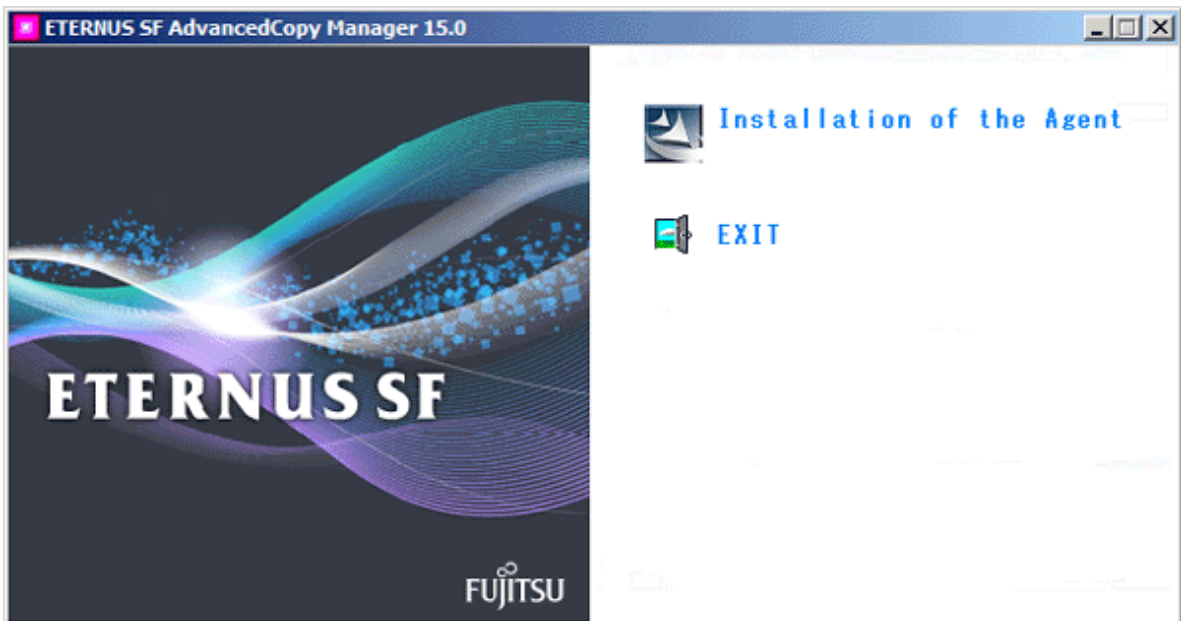 ETERNUS SF AdvancedCopy Manager 15.0
Installation of the Agent
EXIT
ETERNUS SF
FUJITSU